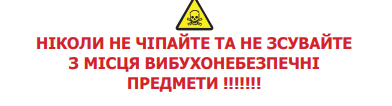 НІКОЛИ НЕ ЧІПАЙТЕ ТА НЕ ЗСУВАЙТЕ
З МІСЦЯ ВИБУХОНЕБЕЗПЕЧНІ
ПРЕДМЕТИ !!!!!!!